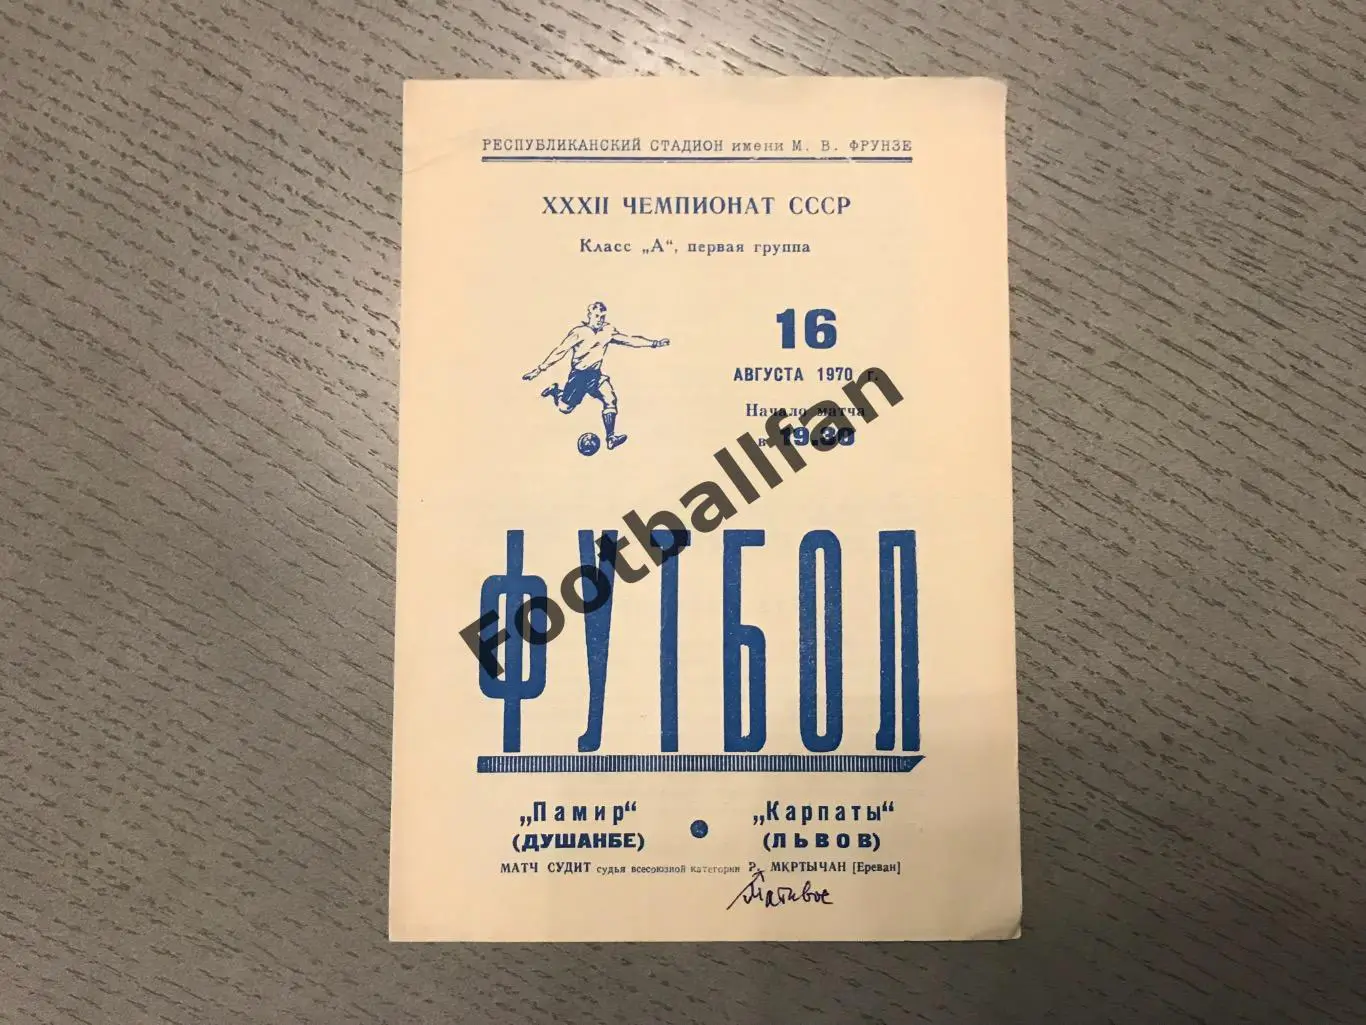 РЕСПУБЛИКАНСКИЙ СТАДИОН имени М. В. ФРУНЗЕ
XXXII ЧЕМПИОНАТ СССР
Класс „А“, первая группа
16
АВГУСТА 1970 г.
Начало матча
в 19.30
Footballfan
ФУТБОЛ
„Памир“ • „Карпаты“
(ДУШАНБЕ) (ЛЬВОВ)
МАТЧ СУДИТ судья всесоюзной категории Р. МКРТЫЧАН [Ереван]